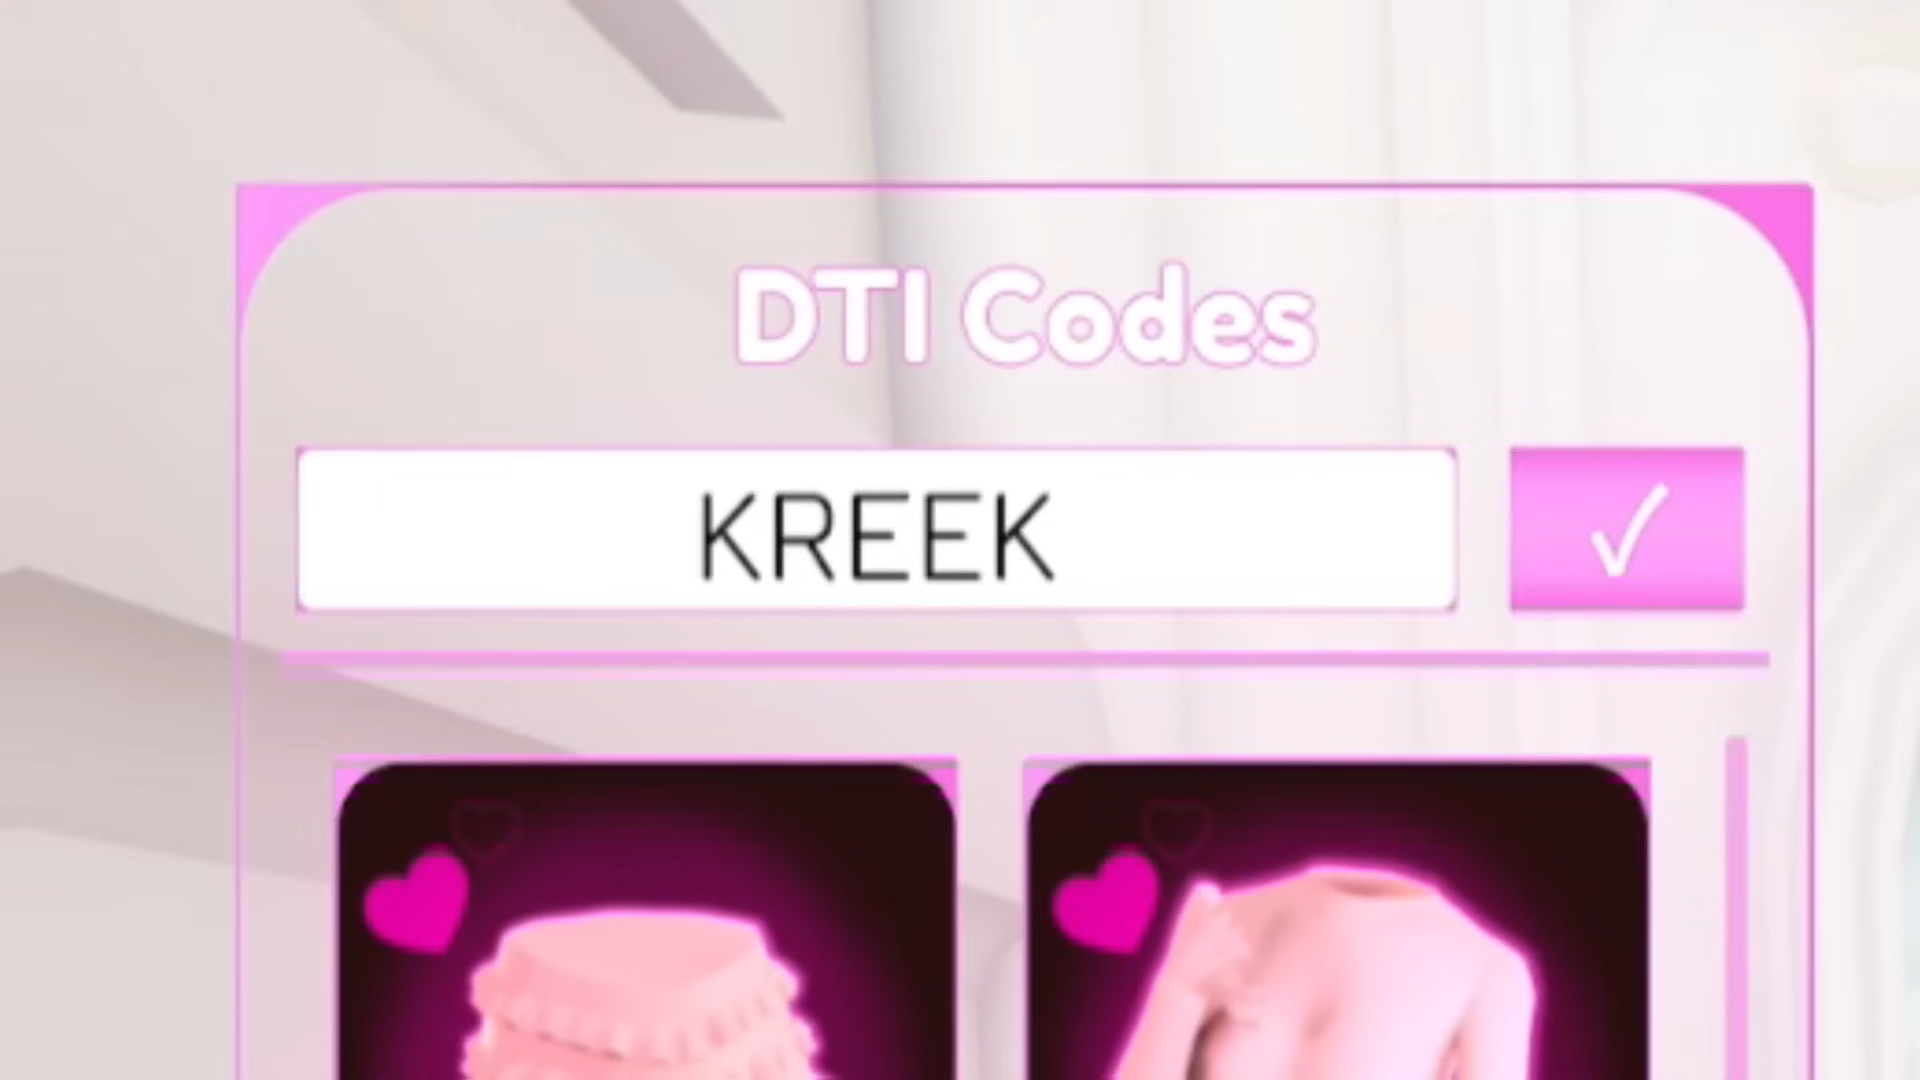 DTI Codes
KREEK
✓